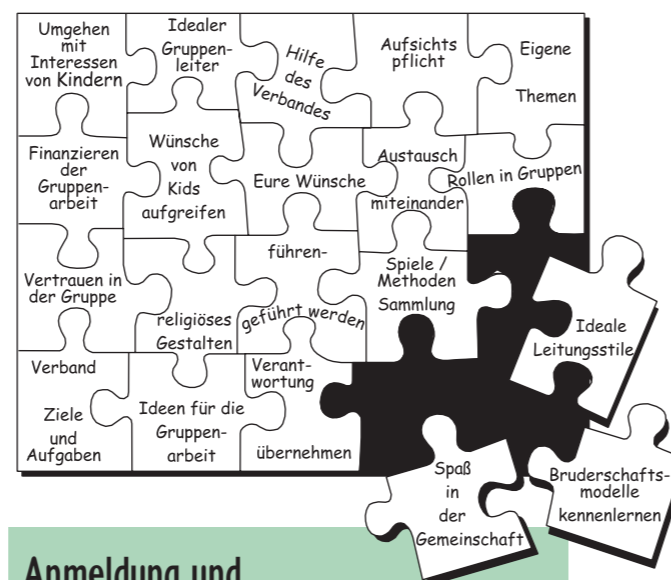 Umgehen
mit
Interessen
von Kindern
Idealer
Gruppen-
leiter
Hilfe
des
Verbandes
Aufsichts
pflicht
Eigene
Themen
Finanzieren
der
Gruppen-
arbeit
Wünsche
von
Kids
aufgreifen
Eure Wünsche
Austausch
miteinander
Rollen in Gruppen
Vertrauen in
der Gruppe
religiöses
Gestalten
führen-
geführt werden
Spiele /
Methoden
Sammlung
Ideale
Leitungsstile
Verband
Ziele
und
Aufgaben
Ideen für die
Gruppen-
arbeit
Verant-
wortung
übernehmen
Spaß
in
der
Gemeinschaft
Bruderschafts-
modelle
kennenlernen
Anmeldung und